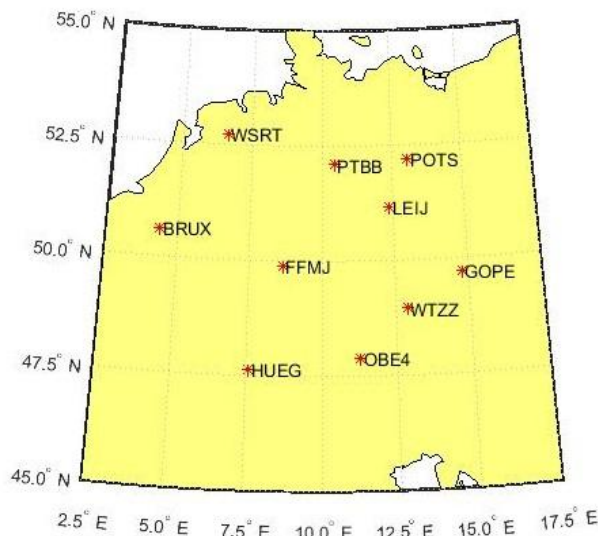 55.0° N
52.5° N
50.0° N
47.5° N
45.0° N
WSRT
PTBB
POTS
LEIJ
BRUX
FFMJ
GOPE
WTZZ
HUEG
OBE4
2.5° E
5.0° E
7.5° E
10.0° E
12.5° E
15.0° E
17.5° E